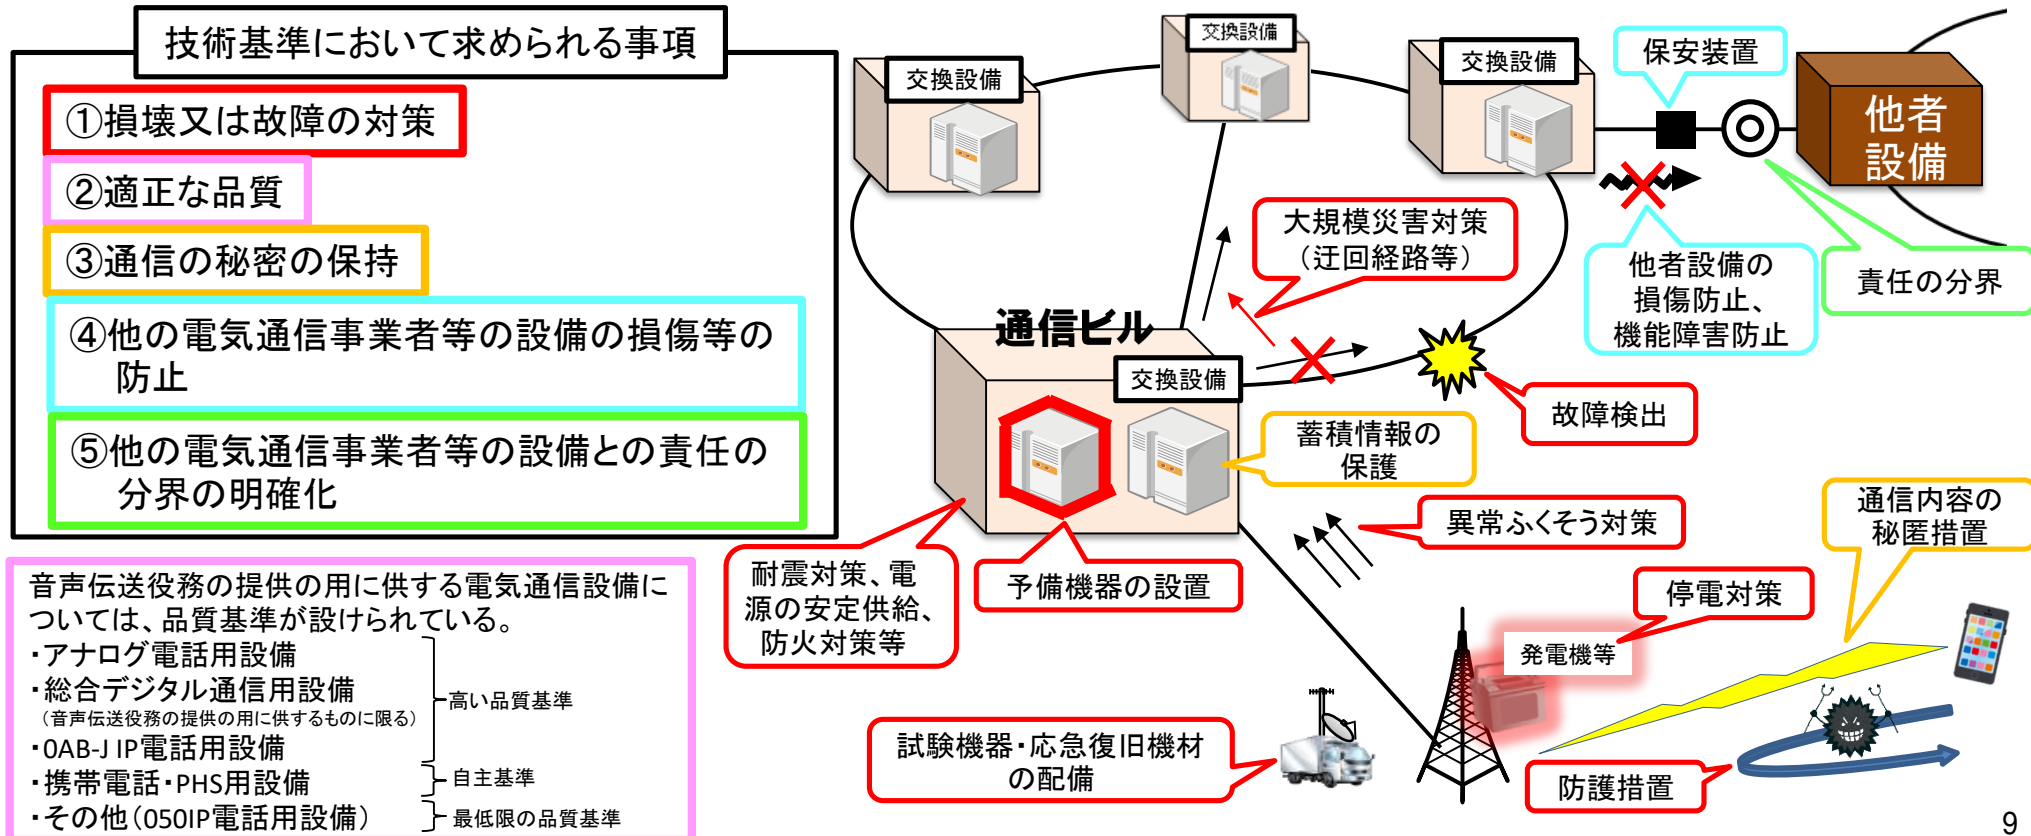 技術基準において求められる事項
①損壊又は故障の対策
②適正な品質
③通信の秘密の保持
④他の電気通信事業者等の設備の損傷等の
防止
⑤他の電気通信事業者等の設備との責任の
分界の明確化
音声伝送役務の提供の用に供する電気通信設備に
ついては、品質基準が設けられている。
・アナログ電話用設備
・総合デジタル通信用設備
（音声伝送役務の提供の用に供するものに限る）
・0AB-J IP電話用設備
高い品質基準
・携帯電話・PHS用設備
自主基準
・その他（050IP電話用設備）
最低限の品質基準
交換設備
交換設備
交換設備
保安装置
他者
設備
大規模災害対策
（迂回経路等）
他者設備の
損傷防止、
機能障害防止
責任の分界
通信ビル
交換設備
故障検出
蓄積情報の
保護
異常ふくそう対策
通信内容の
秘匿措置
耐震対策、電
源の安定供給、
防火対策等
予備機器の設置
停電対策
発電機等
試験機器・応急復旧機材
の配備
防護措置
9